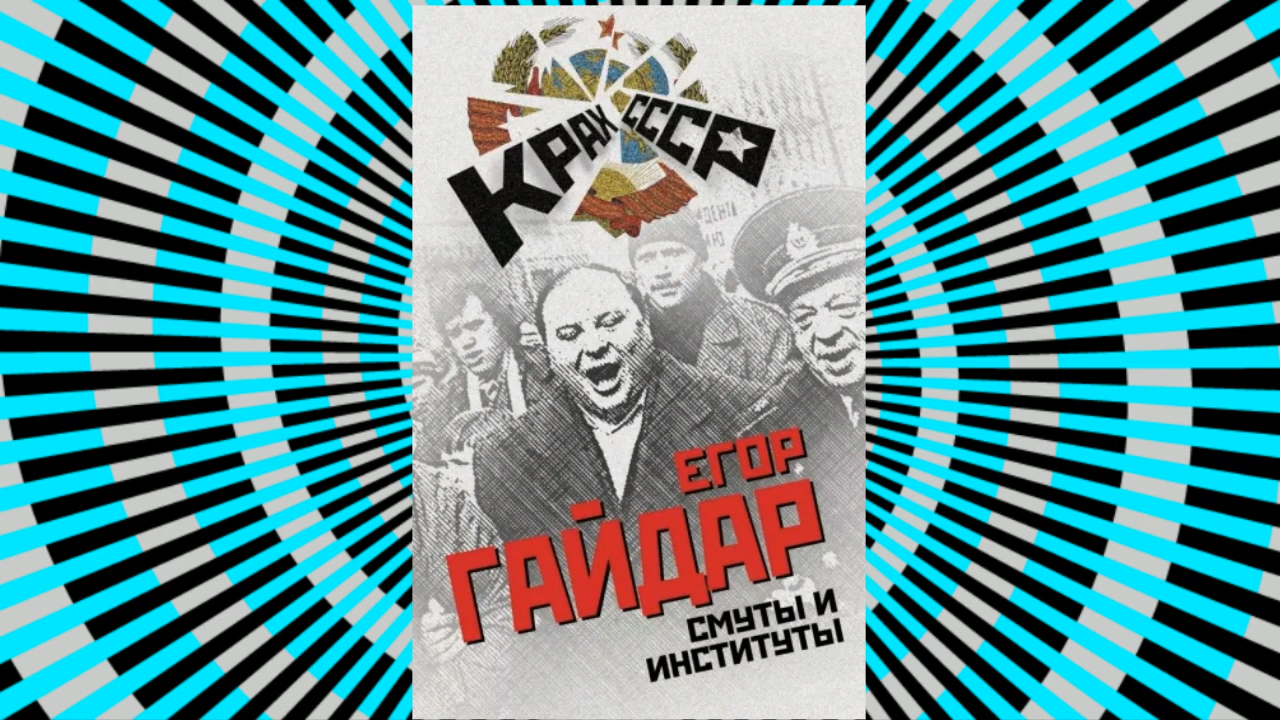 КРАХ СССР
ЕГОР
ГАЙДАР
СМУТЫ И
ИНСТИТУТЫ